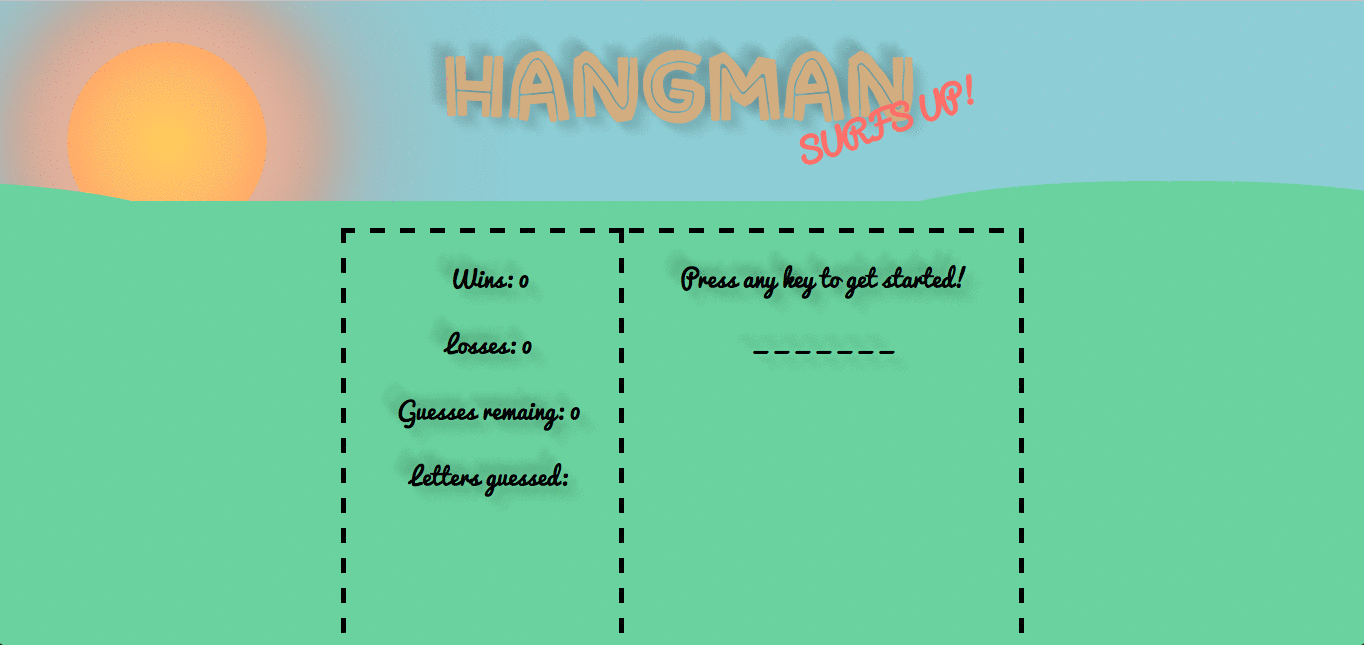 HANGMAN
SURFS UP!
Wins: 0
Losses: 0
Guesses remaing: 0
Letters guessed:
Press any key to get started!
_ _ _ _ _ _ _